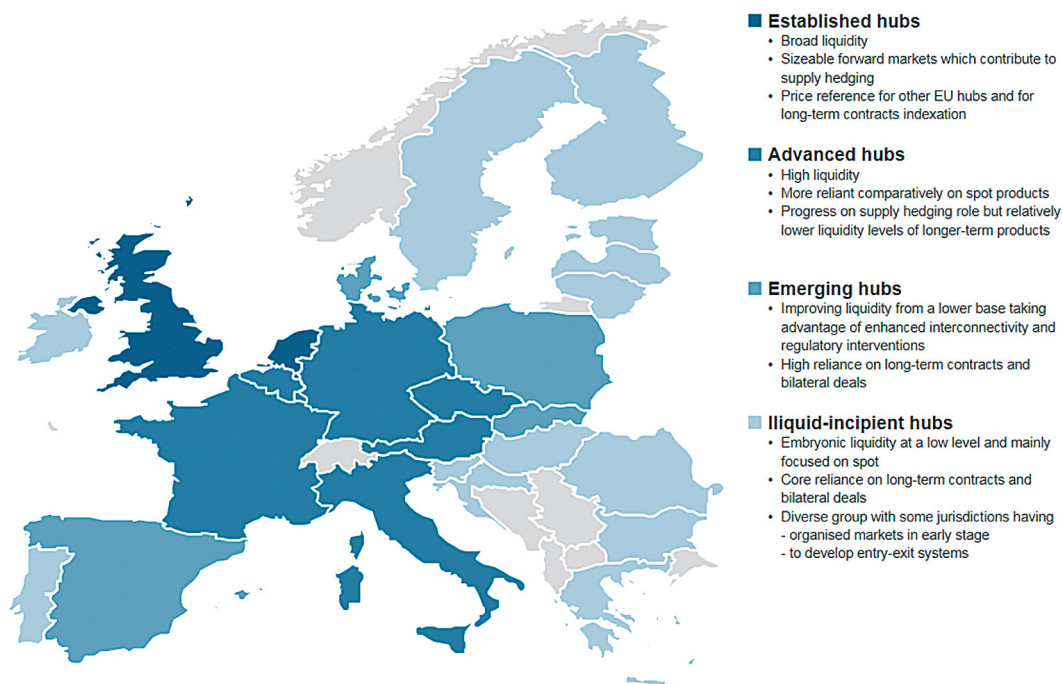 Established hubs
• Broad liquidity
• Sizeable forward markets which contribute to
supply hedging
• Price reference for other EU hubs and for
long-term contracts indexation
Advanced hubs
• High liquidity
• More reliant comparatively on spot products
• Progress on supply hedging role but relatively
lower liquidity levels of longer-term products
Emerging hubs
• Improving liquidity from a lower base taking
advantage of enhanced interconnectivity and
regulatory interventions
• High reliance on long-term contracts and
bilateral deals
Iliquid-incipient hubs
• Embryonic liquidity at a low level and mainly
focused on spot
• Core reliance on long-term contracts and
bilateral deals
• Diverse group with some jurisdictions having
- organised markets in early stage
- to develop entry-exit systems